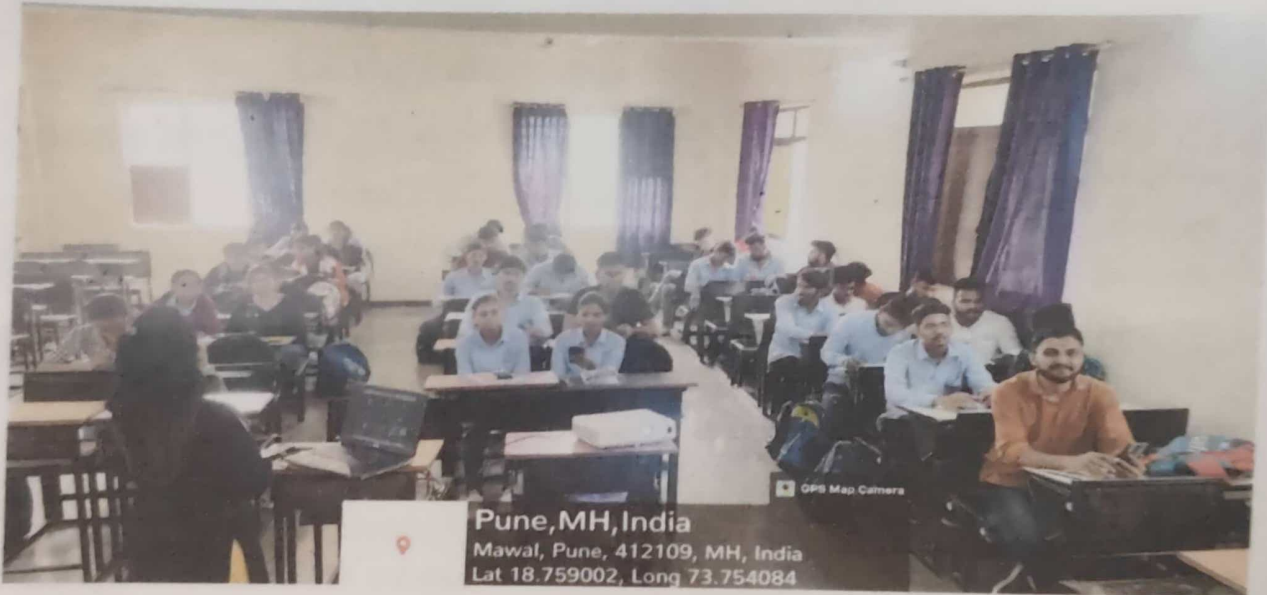 GPS Map Camera
Pune,MH,India
Mawal, Pune, 412109, MH, India
Lat 18.759002, Long 73.754084